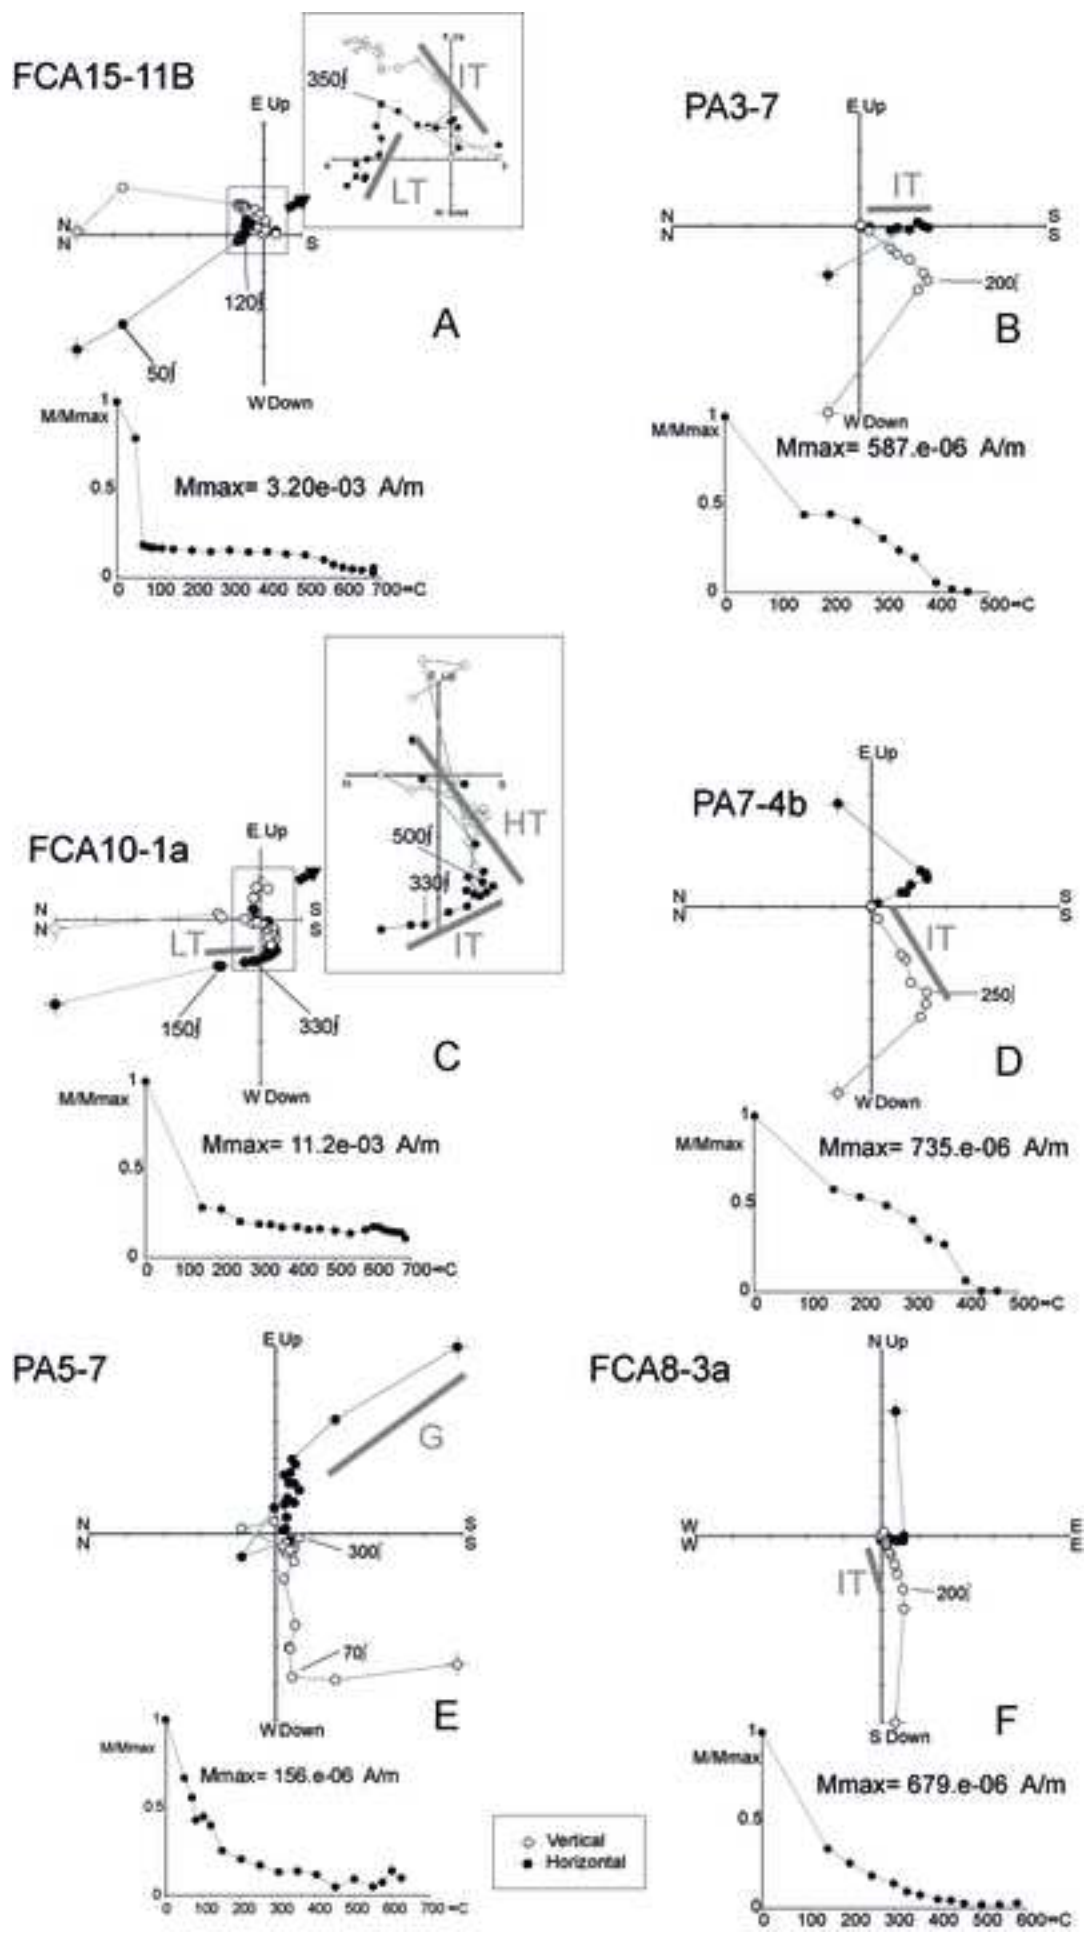 FCA15-11B
E Up
N
N
S
350∫
IT
LT
120∫
50∫
W Down
A
1
M/Mmax
0.5
0
Mmax= 3.20e-03 A/m
0 100 200 300 400 500 600 700∞C
PA3-7
E Up
IT
N
N
S
S
200∫
W Down
B
1
M/Mmax
0.5
0
Mmax= 587.e-06 A/m
0 100 200 300 400 500∞C
FCA10-1a
E Up
N
N
S
S
LT
150∫
330∫
W Down
N
S
HT
500∫
330∫
IT
C
1
M/Mmax
0.5
0
Mmax= 11.2e-03 A/m
0 100 200 300 400 500 600 700∞C
PA7-4b
E Up
N
N
S
S
IT
250∫
W Down
D
1
M/Mmax
0.5
0
Mmax= 735.e-06 A/m
0 100 200 300 400 500∞C
PA5-7
E Up
G
N
N
S
S
300∫
70∫
W Down
E
1
M/Mmax
0.5
0
Mmax= 156.e-06 A/m
0 100 200 300 400 500 600 700∞C
FCA8-3a
N Up
W
W
E
E
IT
200∫
S Down
F
1
M/Mmax
0.5
0
Mmax= 679.e-06 A/m
0 100 200 300 400 500 600∞C
Vertical
Horizontal